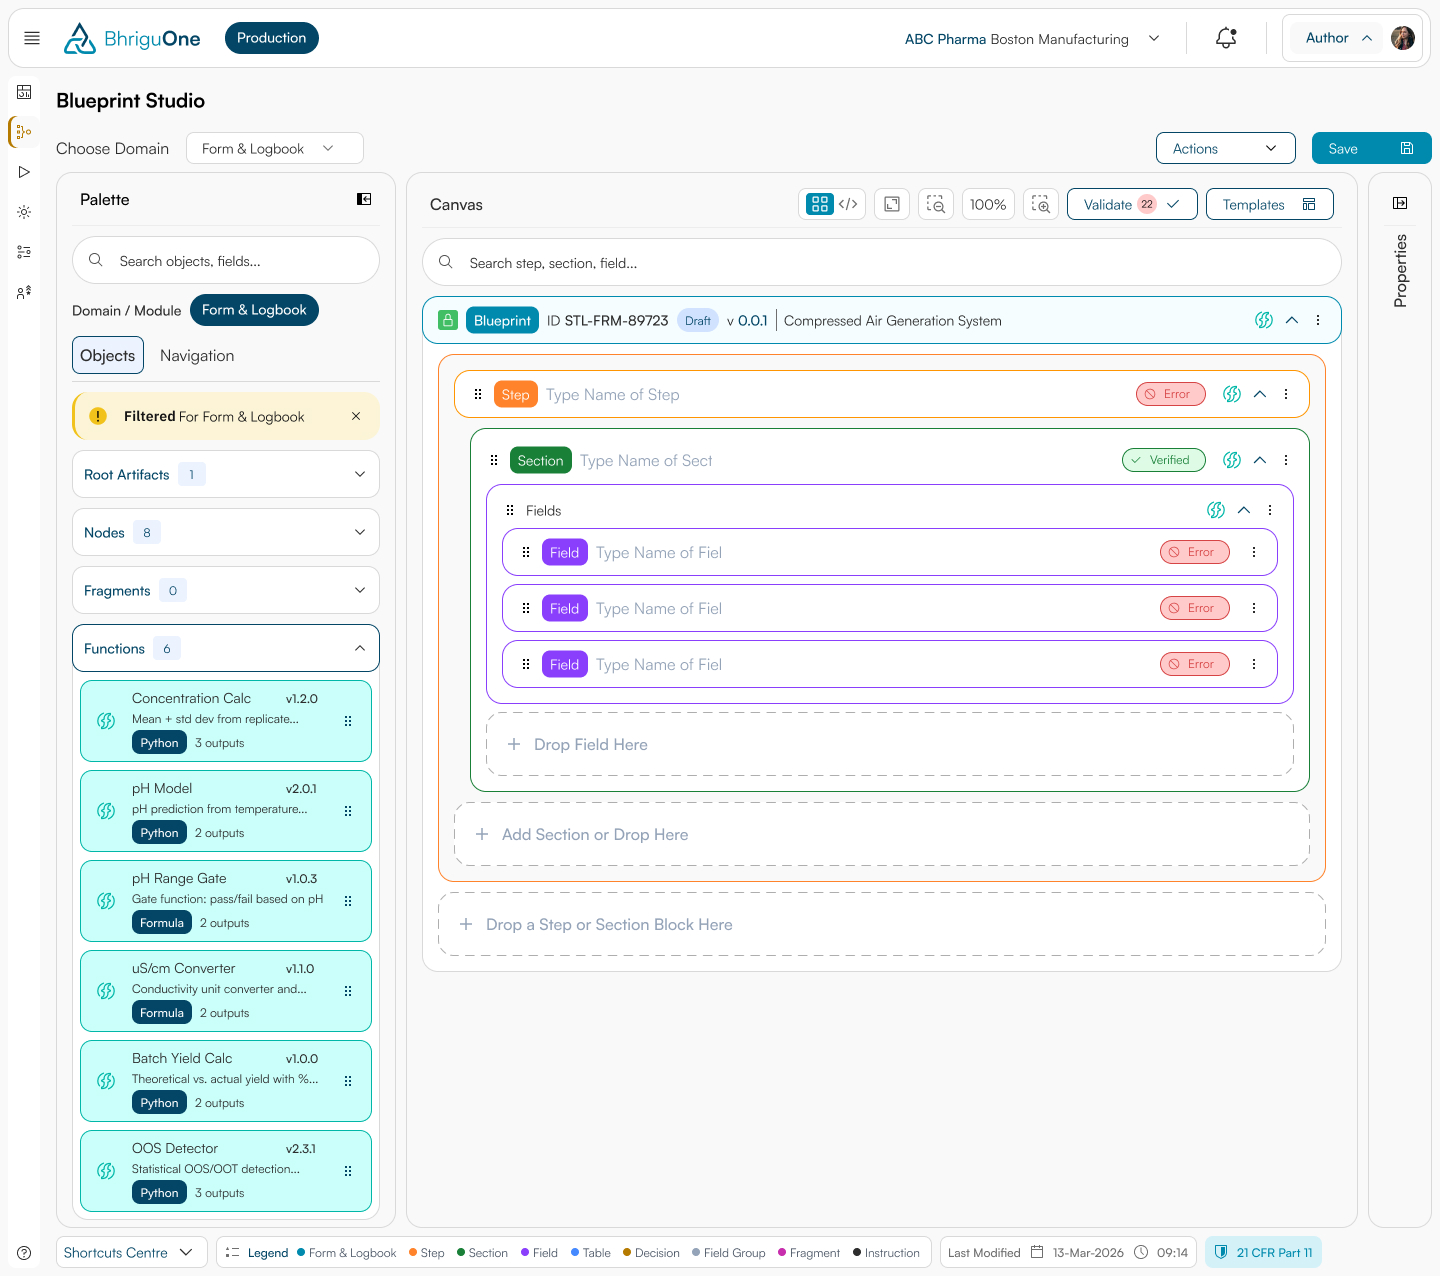 BhriguOne
Production
ABC Pharma Boston Manufacturing
Author
Blueprint Studio
Choose Domain
Form & Logbook
Actions
Save
Palette
Search objects, fields...
Domain / Module
Form & Logbook
Objects
Navigation
Filtered For Form & Logbook
Root Artifacts 1
Nodes 8
Fragments 0
Functions 6
Concentration Calc v1.2.0
Mean + std dev from replicate...
Python 3 outputs
pH Model v2.0.1
pH prediction from temperature...
Python 2 outputs
pH Range Gate v1.0.3
Gate function: pass/fail based on pH
Formula 2 outputs
uS/cm Converter v1.1.0
Conductivity unit converter and...
Formula 2 outputs
Batch Yield Calc v1.0.0
Theoretical vs. actual yield with %...
Python 2 outputs
OOS Detector v2.3.1
Statistical OOS/OOT detection...
Python 3 outputs
Canvas
</>
100%
Validate 22
Templates
Search step, section, field...
Blueprint ID STL-FRM-89723 Draft v 0.0.1 Compressed Air Generation System
Step Type Name of Step Error
Section Type Name of Sect Verified
Fields
Field Type Name of Fiel Error
Field Type Name of Fiel Error
Field Type Name of Fiel Error
+ Drop Field Here
+ Add Section or Drop Here
+ Drop a Step or Section Block Here
Properties
Shortcuts Centre
Legend Form & Logbook Step Section Field Table Decision Field Group Fragment Instruction
Last Modified 13-Mar-2026 09:14
21 CFR Part 11